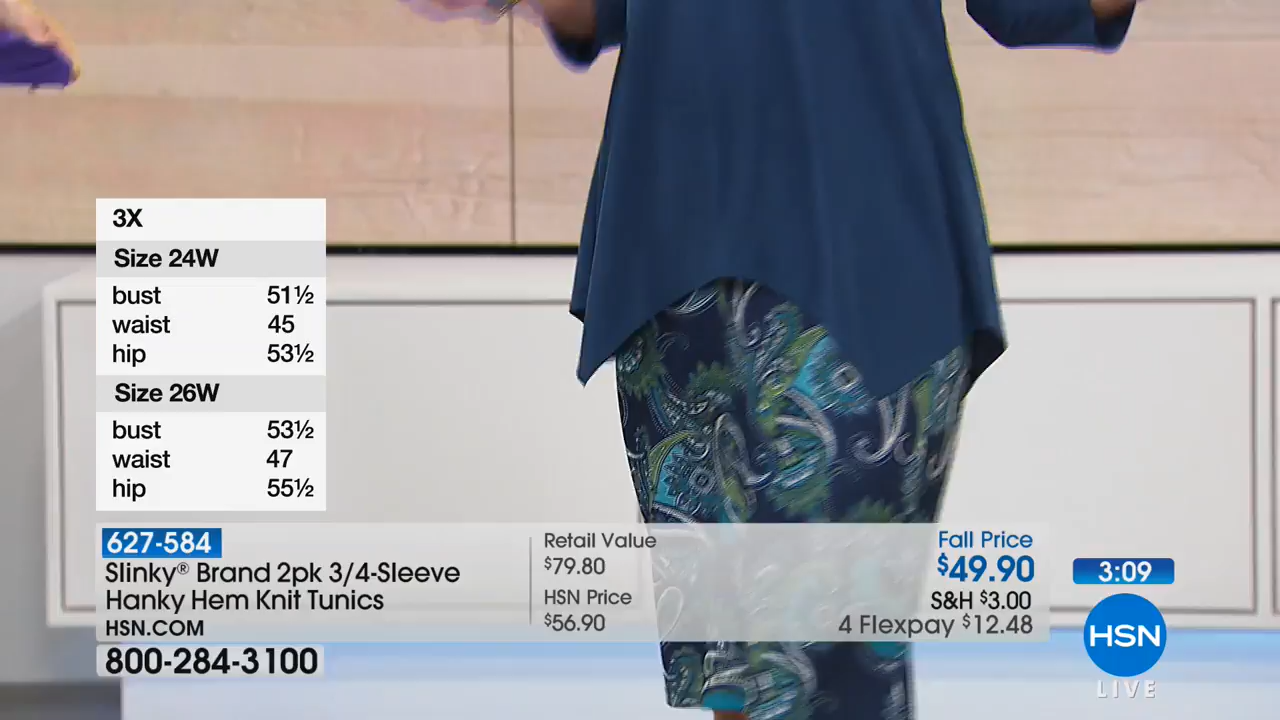 3X
Size 24W
bust 51½
waist 45
hip 53½
Size 26W
bust 53½
waist 47
hip 55½
627-584
Slinky® Brand 2pk 3/4-Sleeve
Hanky Hem Knit Tunics
HSN.COM
800-284-3100
Retail Value
$79.80
HSN Price
$56.90
Fall Price
$49.90
S&H $3.00
4 Flexpay $12.48
3:09
HSN
LIVE